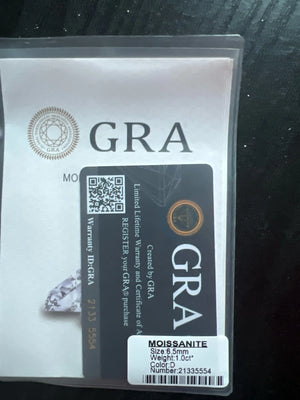 GRA
GRA
MO
Created by GRA
Limited Lifetime Warranty and Certificate of A
REGISTER your GRA® purchase
Warranty ID:GRA
2133 5554
GRA
MOISSANITE
Size:6.5mm
Weight:1.0ct*
Color:D
Number:21335554